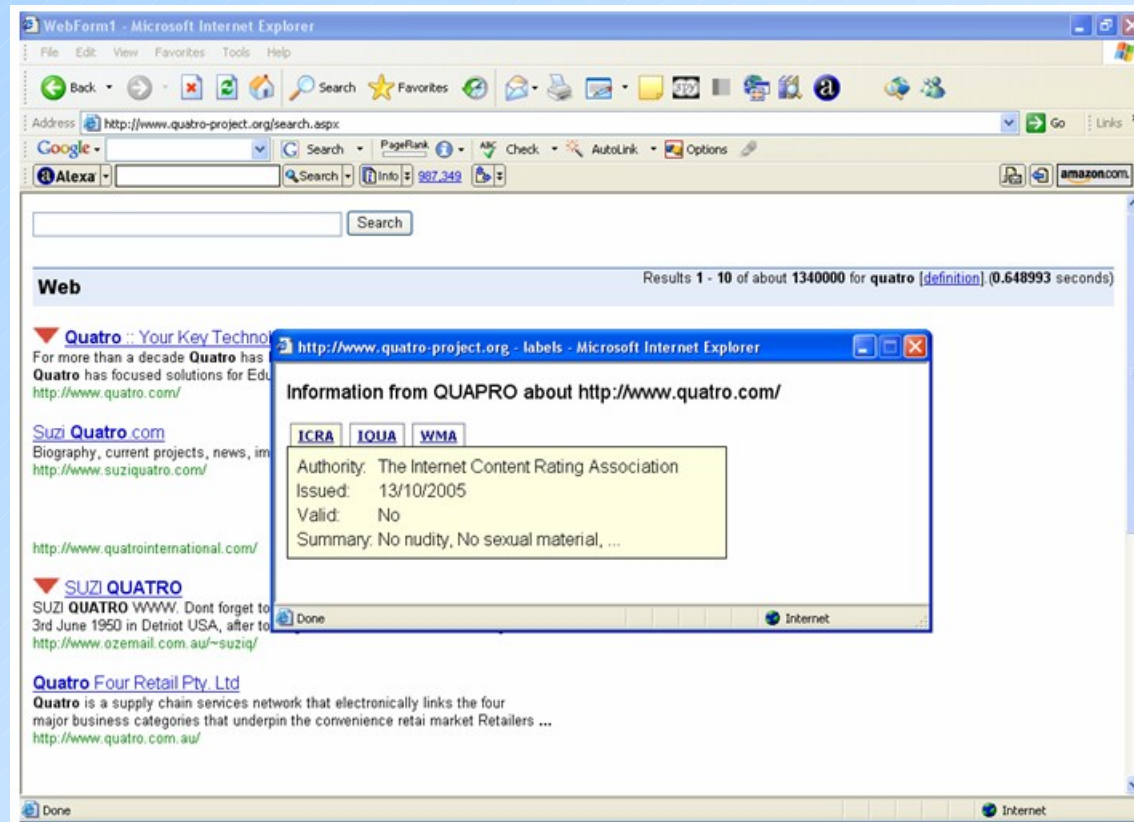 WebForm1 - Microsoft Internet Explorer
File Edit View Favorites Tools Help
Back Search Favorites
Address http://www.quatro-project.org/search.aspx Go Links
Google Search PageRank Check AutoLink Options
Alexa Search Info 987,349 amazon.com.
Search
Web Results 1 - 10 of about 1340000 for quatro [definition].(0.648993 seconds)
Quatro :: Your Key Technol
For more than a decade Quatro has
Quatro has focused solutions for Edu
http://www.quatro.com/
Suzi Quatro.com
Biography, current projects, news, im
http://www.suziquatro.com/
http://www.quatrointernational.com/
SUZI QUATRO
SUZI QUATRO WWW. Dont forget to
3rd June 1950 in Detriot USA, after to
http://www.ozemail.com.au/~suziq/
Quatro Four Retail Pty. Ltd
Quatro is a supply chain services network that electronically links the four
major business categories that underpin the convenience retai market Retailers ...
http://www.quatro.com.au/
http://www.quatro-project.org - labels - Microsoft Internet Explorer
Information from QUAPRO about http://www.quatro.com/
ICRA IQUA WMA
Authority: The Internet Content Rating Association
Issued: 13/10/2005
Valid: No
Summary: No nudity, No sexual material, ...
Done Internet
Done Internet